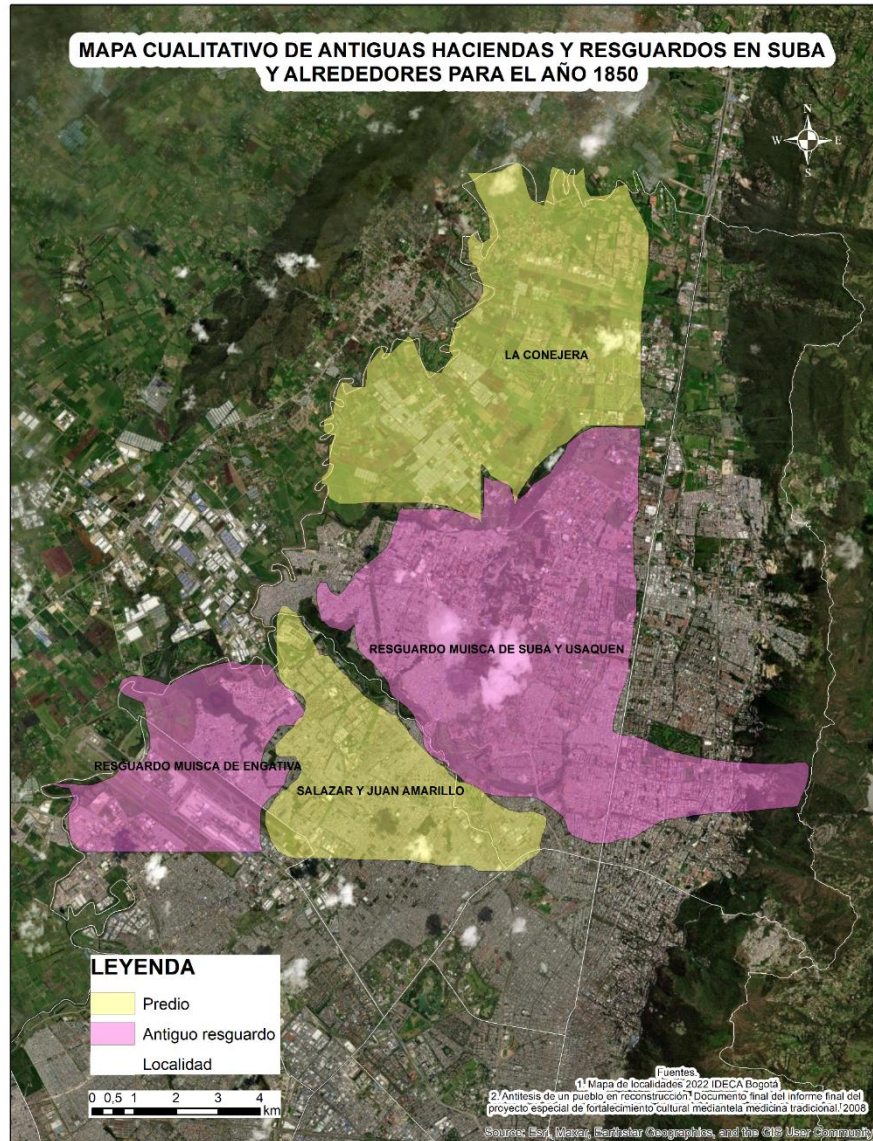 MAPA CUALITATIVO DE ANTIGUAS HACIENDAS Y RESGUARDOS EN SUBA
Y ALREDEDORES PARA EL AÑO 1850
N
W E
S
LA CONEJERA
RESGUARDO MUISCA DE SUBA Y USAQUEN
RESGUARDO MUISCA DE ENGATIVA
SALAZAR Y JUAN AMARILLO
LEYENDA
Predio
Antiguo resguardo
Localidad
0 0,5 1 2 3 4
km
Fuentes.
1. Mapa de localidades 2022 IDECA Bogotá
2. Antítesis de un pueblo en reconstrucción. Documento final del informe final del
proyecto especial de fortalecimiento cultural mediantela medicina tradicional. 2008
Source: Esri, Maxar, Earthstar Geographics, and the GIS User Community